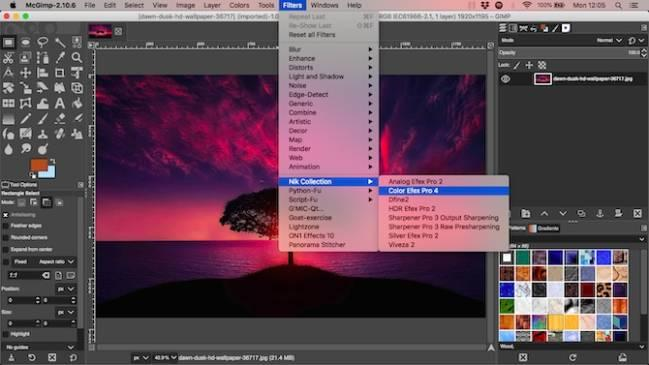 McGimp-2.10.6 File Edit Select View Image Layer Colors Tools Filters Windows Help 100% Mon 12:05
[dawn-dusk-hd-wallpaper-36717] (imported)-1.0 RGB IEC61966-2.1, 1 layer) 1920x1195 – GIMP
Repeat Last ⌘F
Re-Show Last ⇧⌘F
Reset all Filters
Blur
Enhance
Distorts
Light and Shadow
Noise
Edge-Detect
Generic
Combine
Artistic
Decor
Map
Render
Web
Animation
Nik Collection
Python-Fu
Script-Fu
G'MIC-Qt...
Goat-exercise
Lightzone
ON1 Effects 10
Panorama Stitcher
Analog Efex Pro 2
Color Efex Pro 4
Dfine2
HDR Efex Pro 2
Sharpener Pro 3 Output Sharpening
Sharpener Pro 3 Raw Presharpening
Silver Efex Pro 2
Viveza 2
Tool Options
Rectangle Select
Mode:
Antialiasing
Feather edges
Rounded corners
Expand from center
Fixed Aspect ratio
1:1
Position: px
0 0
Size: px
0 0
Highlight
No guides
px 40.9% dawn-dusk-hd-wallpaper-36717.jpg (21.4 MB)
Mode Normal
Opacity 100.0
Lock:
dawn-dusk-hd-wallpaper-36717.jpg
Patterns Gradient
Wood,